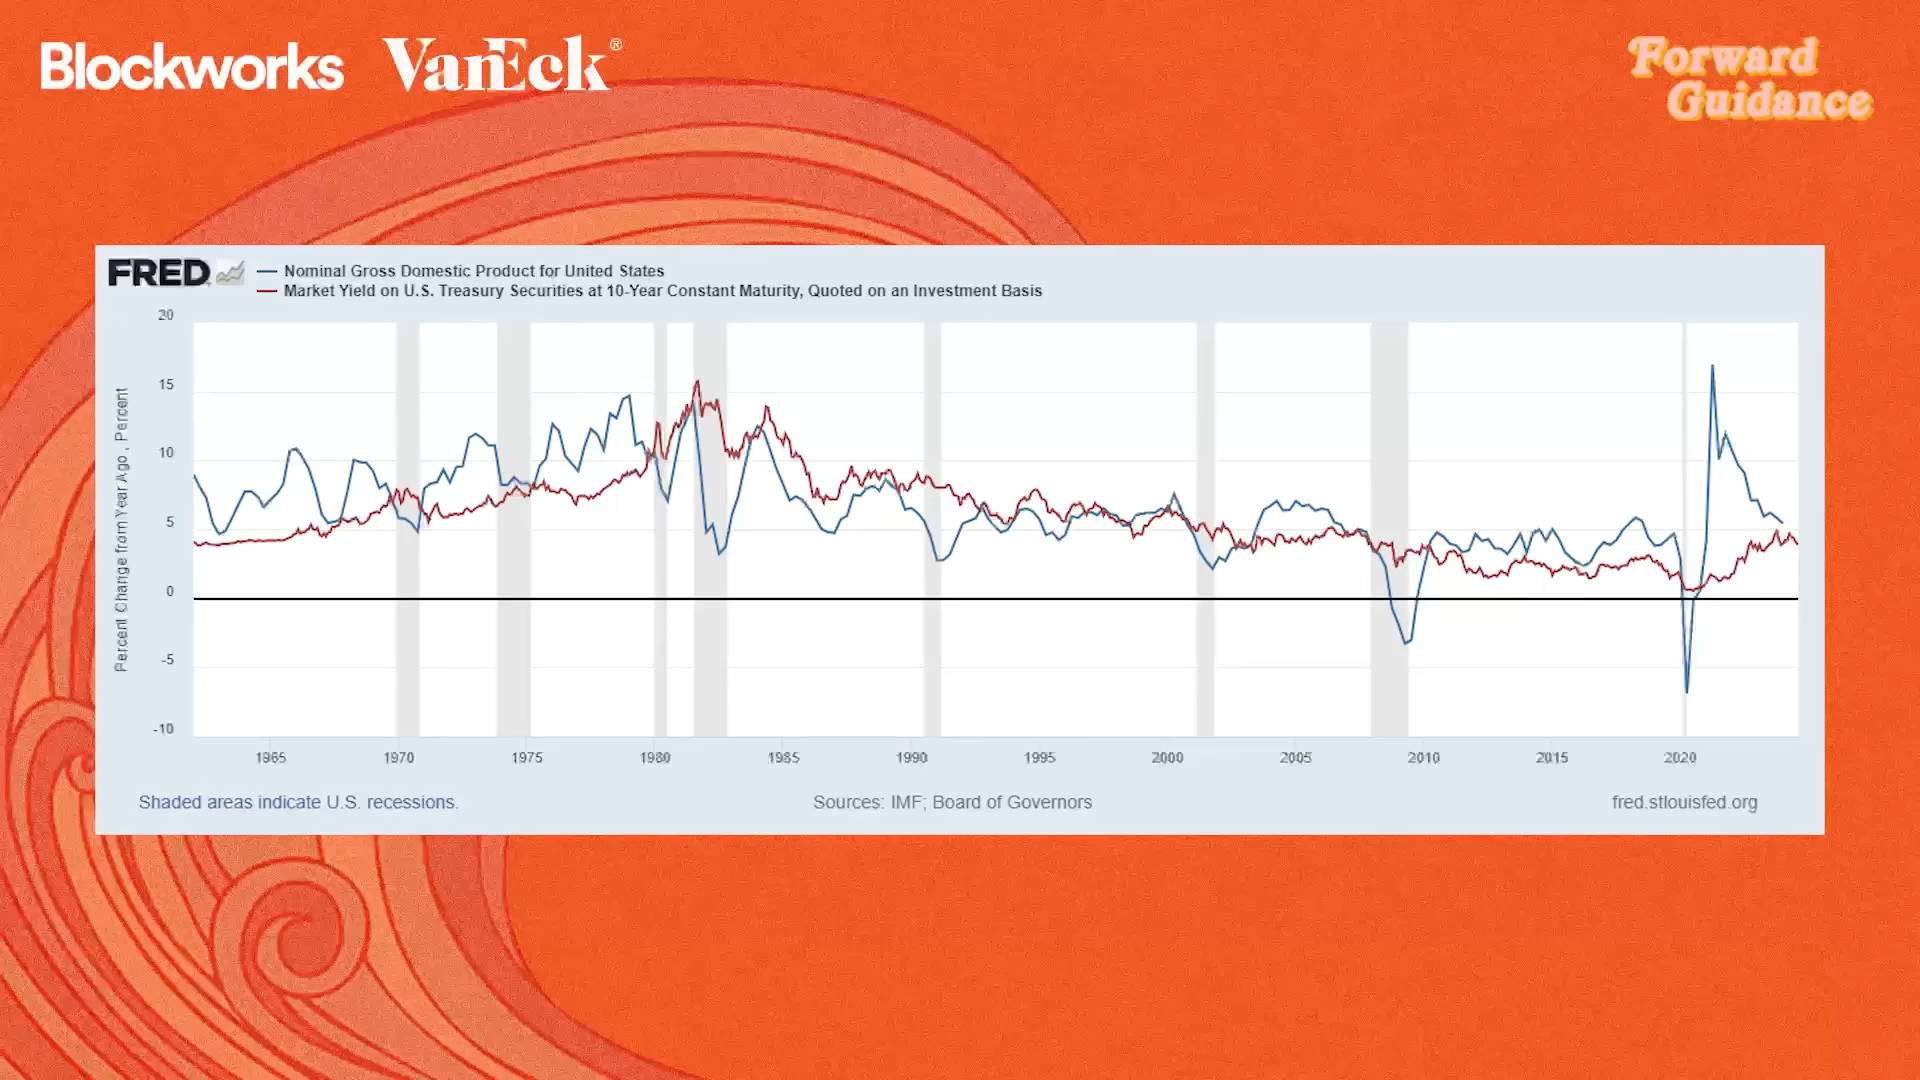 Blockworks VanEck®
Forward
Guidance
FRED
Nominal Gross Domestic Product for United States
Market Yield on U.S. Treasury Securities at 10-Year Constant Maturity, Quoted on an Investment Basis
20
15
10
5
0
-5
-10
Percent Change from Year Ago , Percent
1965 1970 1975 1980 1985 1990 1995 2000 2005 2010 2015 2020
Shaded areas indicate U.S. recessions. Sources: IMF; Board of Governors fred.stlouisfed.org